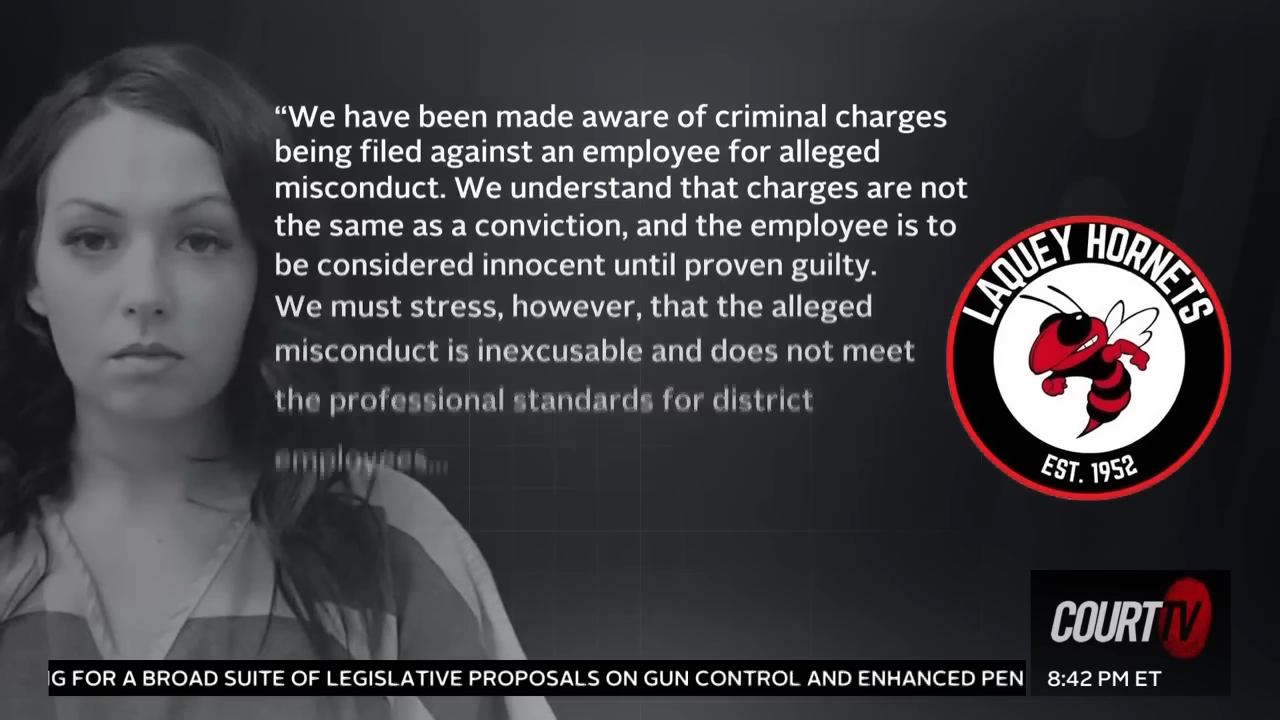 “We have been made aware of criminal charges
being filed against an employee for alleged
misconduct. We understand that charges are not
the same as a conviction, and the employee is to
be considered innocent until proven guilty.
We must stress, however, that the alleged
misconduct is inexcusable and does not meet
the professional standards for district
employees...
LAQUEY HORNETS
EST. 1952
COURT TV
G FOR A BROAD SUITE OF LEGISLATIVE PROPOSALS ON GUN CONTROL AND ENHANCED PEN
8:42 PM ET